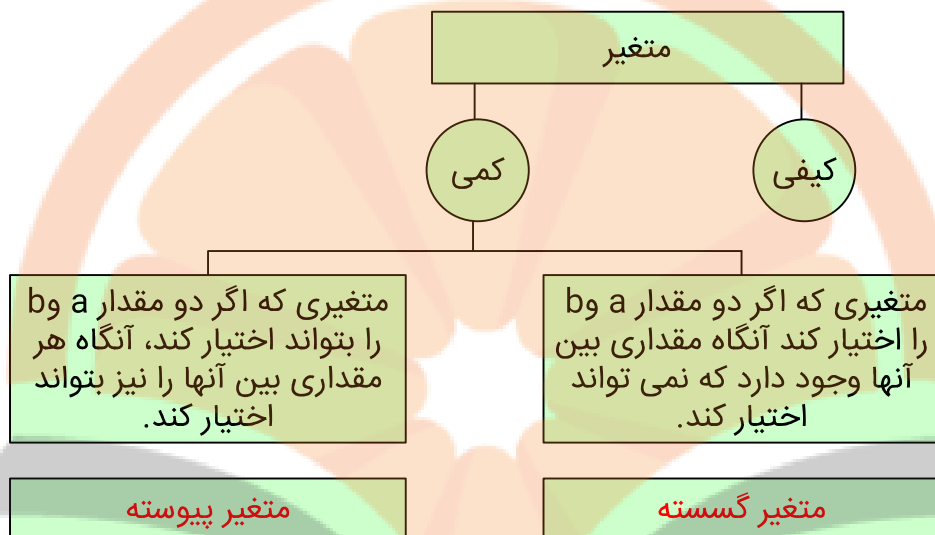 متغیر
کیفی
کمی
متغیری که اگر دو مقدار a وb
را اختیار کند آنگاه مقداری بین
آنها وجود دارد که نمی تواند
اختیار کند.
متغیری که اگر دو مقدار a وb
را بتواند اختیار کند، آنگاه هر
مقداری بین آنها را نیز بتواند
اختیار کند.
متغیر گسسته
متغیر پیوسته